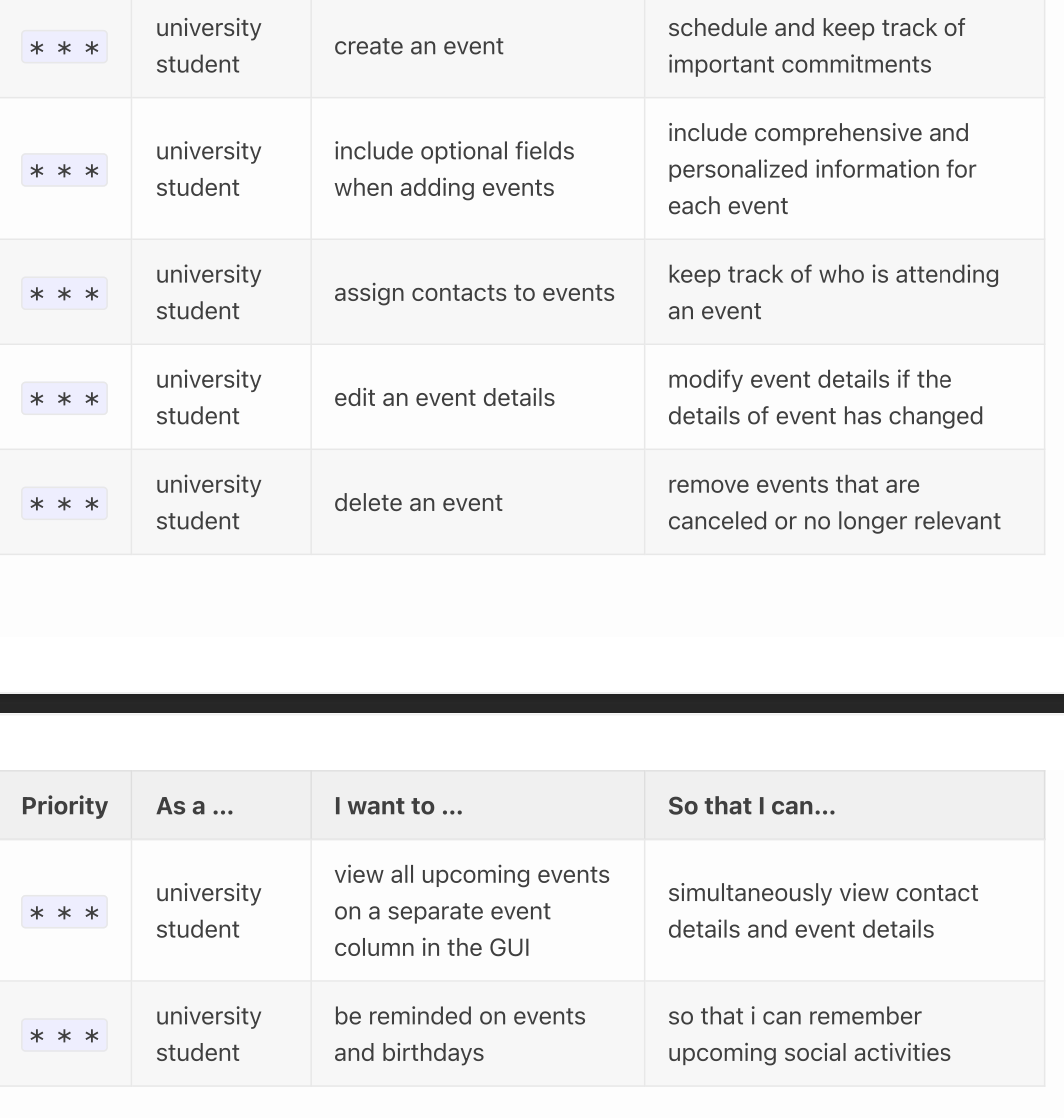 * * * university student create an event schedule and keep track of important commitments
* * * university student include optional fields when adding events include comprehensive and personalized information for each event
* * * university student assign contacts to events keep track of who is attending an event
* * * university student edit an event details modify event details if the details of event has changed
* * * university student delete an event remove events that are canceled or no longer relevant
Priority As a ... I want to ... So that I can...
* * * university student view all upcoming events on a separate event column in the GUI simultaneously view contact details and event details
* * * university student be reminded on events and birthdays so that i can remember upcoming social activities